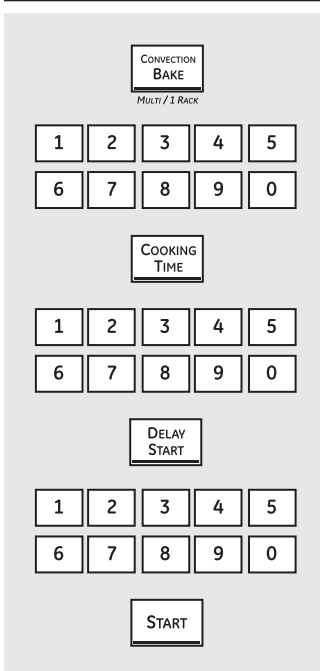 CONVECTION
BAKE
MULTI / 1 RACK
1 2 3 4 5
6 7 8 9 0
COOKING
TIME
1 2 3 4 5
6 7 8 9 0
DELAY
START
1 2 3 4 5
6 7 8 9 0
START